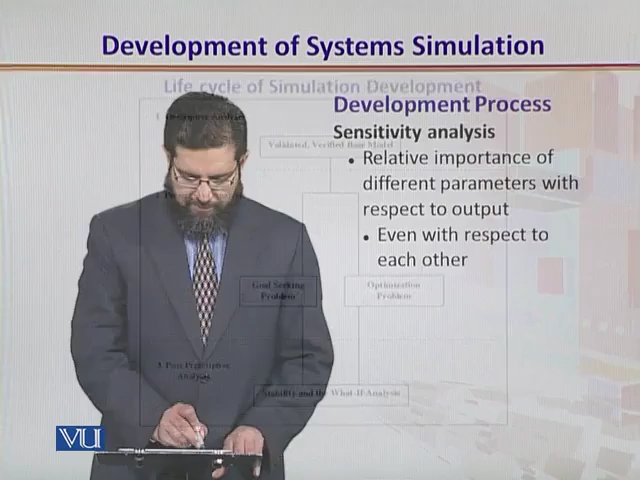 Development of Systems Simulation
Life cycle of Simulation Development
Development Process
Sensitivity analysis
• Relative importance of
different parameters with
respect to output
• Even with respect to
each other
Validated, Verified Base Model
Goal Seeking
Problem
Optimization
Problem
Stability and the What-If Analysis
VU